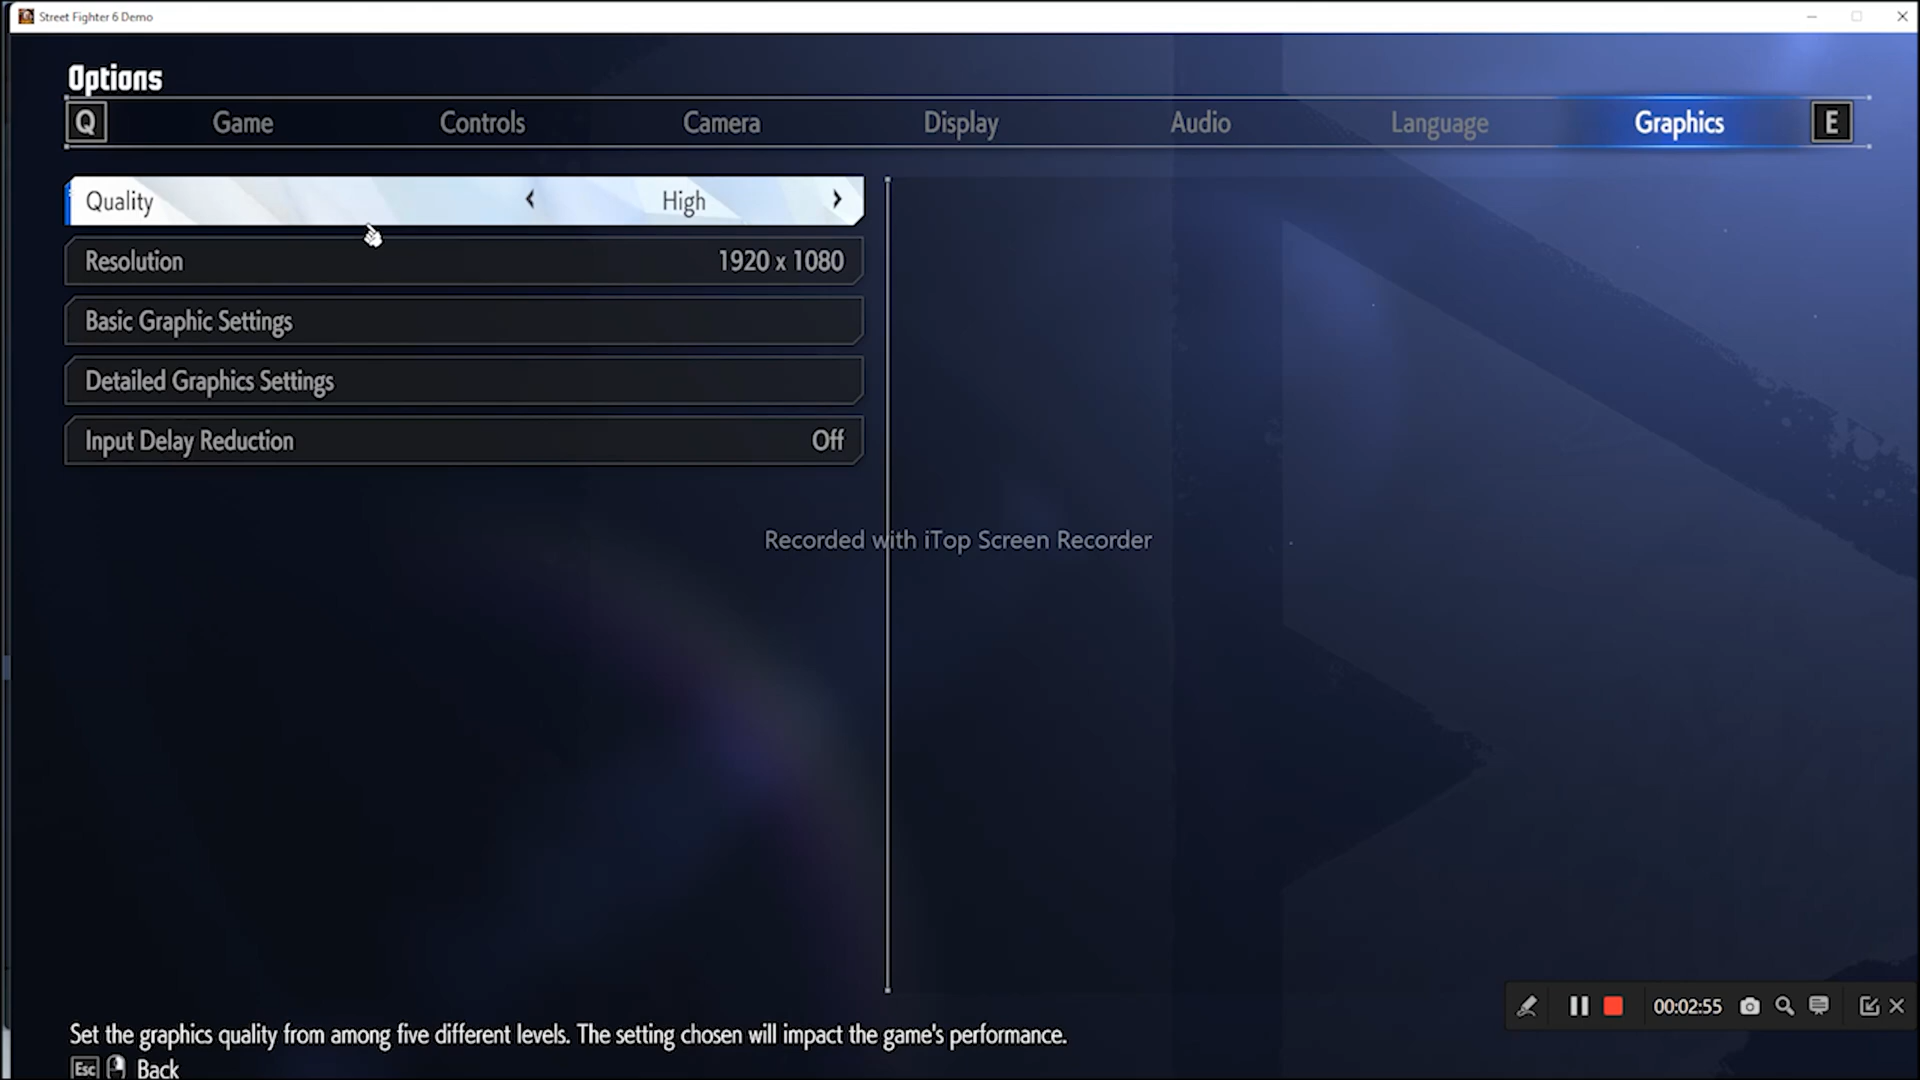 Street Fighter 6 Demo
Options
Q Game Controls Camera Display Audio Language Graphics E
Quality High
Resolution 1920 x 1080
Basic Graphic Settings
Detailed Graphics Settings
Input Delay Reduction Off
Recorded with iTop Screen Recorder
00:02:55
Set the graphics quality from among five different levels. The setting chosen will impact the game's performance.
Esc Back